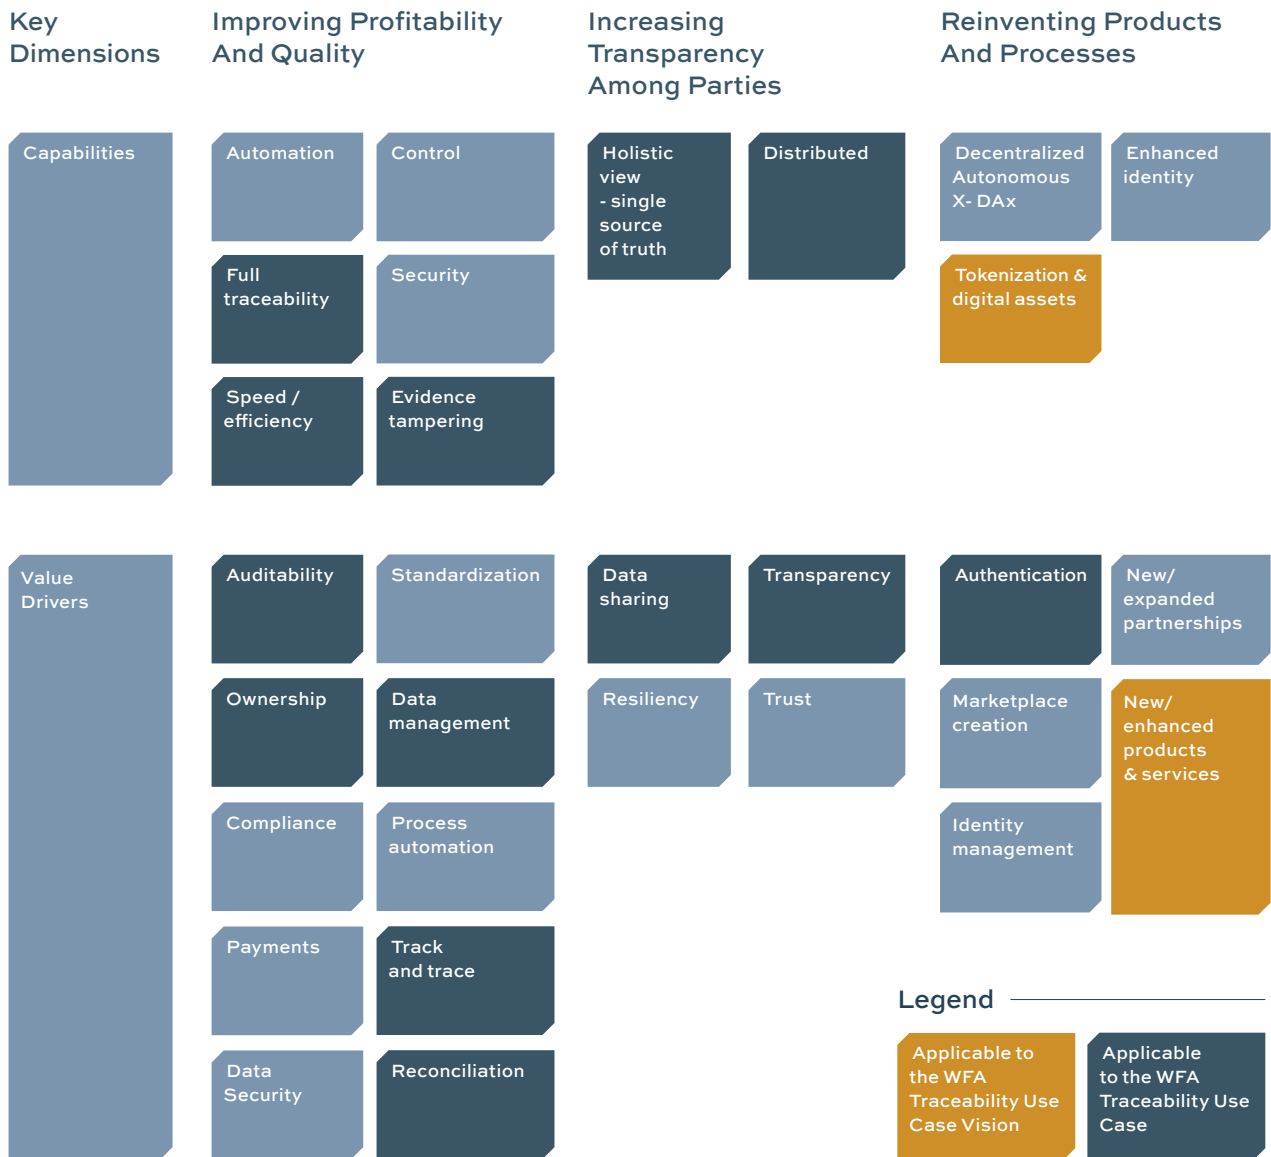 Key
Dimensions
Improving Profitability
And Quality
Increasing
Transparency
Among Parties
Reinventing Products
And Processes
Capabilities
Automation
Control
Full
traceability
Security
Speed /
efficiency
Evidence
tampering
Holistic
view
- single
source
of truth
Distributed
Decentralized
Autonomous
X- DAx
Enhanced
identity
Tokenization &
digital assets
Value
Drivers
Auditability
Standardization
Ownership
Data
management
Compliance
Process
automation
Payments
Track
and trace
Data
Security
Reconciliation
Data
sharing
Transparency
Resiliency
Trust
Authentication
New/
expanded
partnerships
Marketplace
creation
New/
enhanced
products
& services
Identity
management
Legend
Applicable to
the WFA
Traceability Use
Case Vision
Applicable
to the WFA
Traceability Use
Case